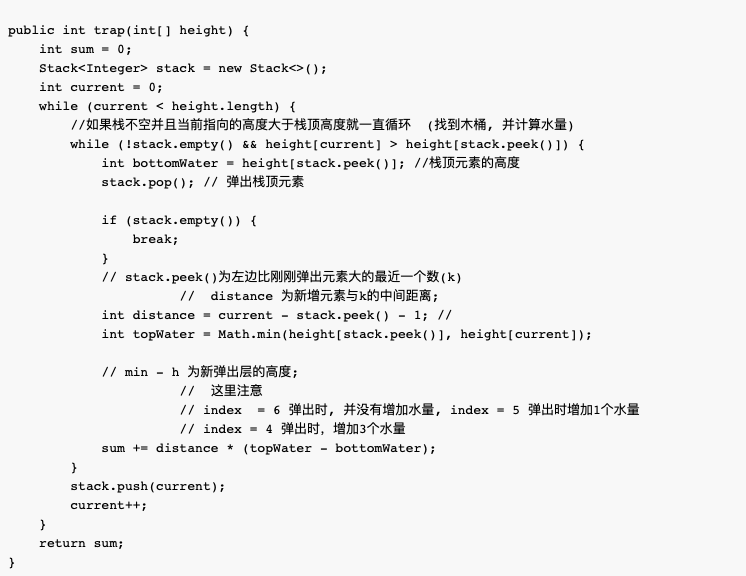 public int trap(int[] height) {
    int sum = 0;
    Stack<Integer> stack = new Stack<>();
    int current = 0;
    while (current < height.length) {
        //如果栈不空并且当前指向的高度大于栈顶高度就一直循环  (找到木桶, 并计算水量)
        while (!stack.empty() && height[current] > height[stack.peek()]) {
            int bottomWater = height[stack.peek()]; //栈顶元素的高度
            stack.pop(); // 弹出栈顶元素

            if (stack.empty()) {
                break;
            }
            // stack.peek()为左边比刚刚弹出元素大的最近一个数(k)
                      //  distance 为新增元素与k的中间距离;
            int distance = current - stack.peek() - 1; //
            int topWater = Math.min(height[stack.peek()], height[current]);

            // min - h 为新弹出层的高度;
                      //  这里注意
                      // index  = 6 弹出时, 并没有增加水量, index = 5 弹出时增加1个水量
                      // index = 4 弹出时, 增加3个水量
            sum += distance * (topWater - bottomWater);
        }
        stack.push(current);
        current++;
    }
    return sum;
}